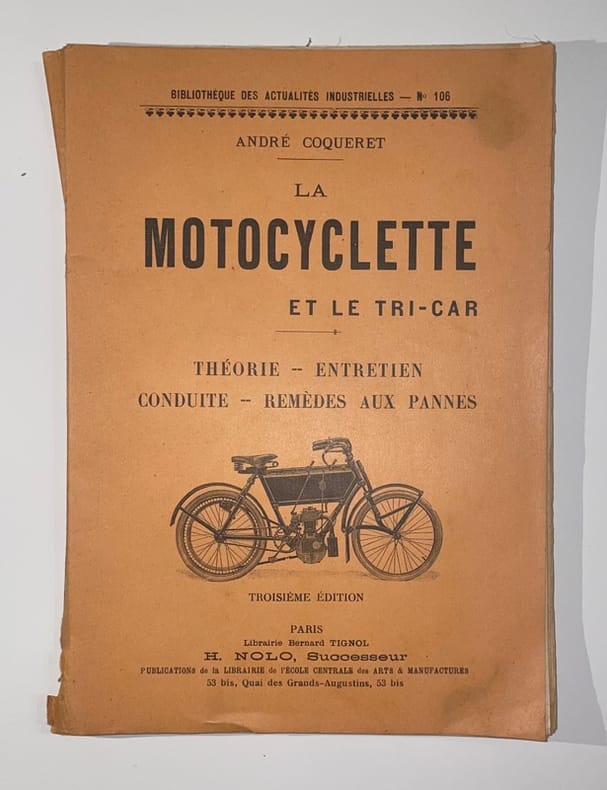 BIBLIOTHÈQUE DES ACTUALITÉS INDUSTRIELLES — No 106
ANDRÉ COQUERET
LA
MOTOCYCLETTE
ET LE TRI-CAR
THÉORIE -- ENTRETIEN
CONDUITE -- REMÈDES AUX PANNES
TROISIÈME ÉDITION
PARIS
Librairie Bernard TIGNOL
H. NOLO, Successeur
PUBLICATIONS de la LIBRAIRIE de l'ÉCOLE CENTRALE des ARTS & MANUFACTURES
53 bis, Quai des Grands-Augustins, 53 bis